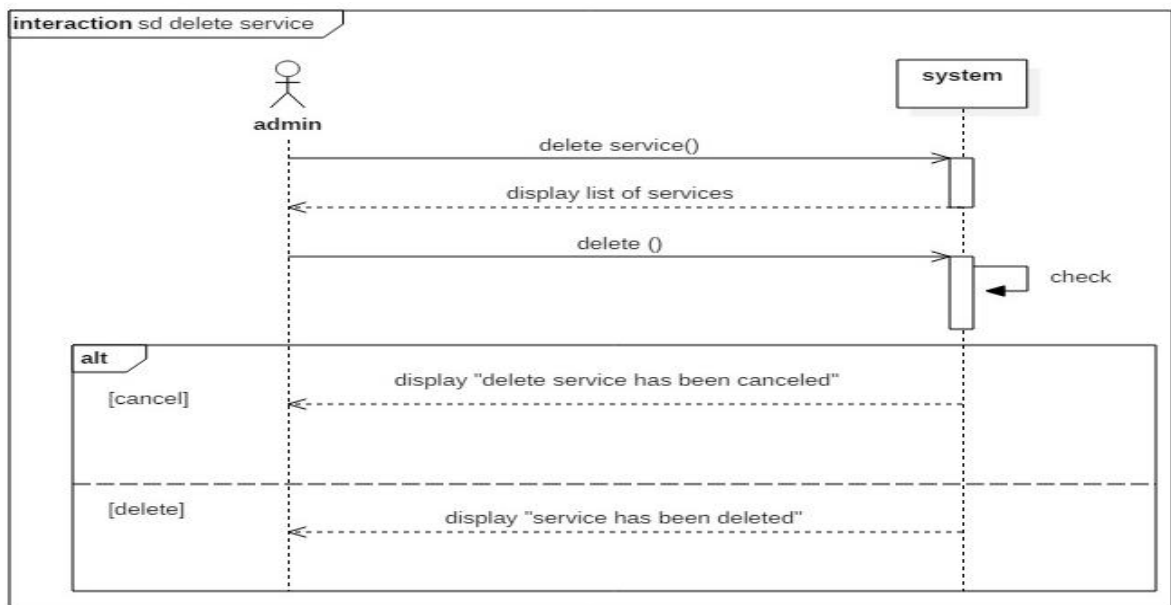 interaction sd delete service
system
admin
delete service()
display list of services
delete ()
check
alt
display "delete service has been canceled"
[cancel]
[delete]
display "service has been deleted"